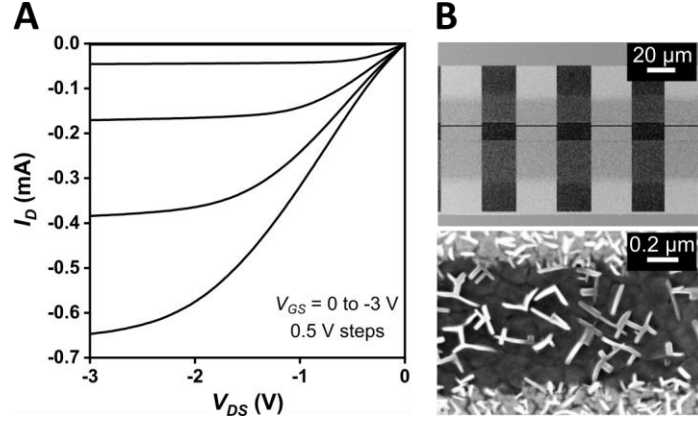 A
0.0
-0.1
-0.2
-0.3
-0.4
-0.5
-0.6
-0.7
I_D (mA)
V_GS = 0 to -3 V
0.5 V steps
-3
-2
-1
0
V_DS (V)
B
20 µm
0.2 µm